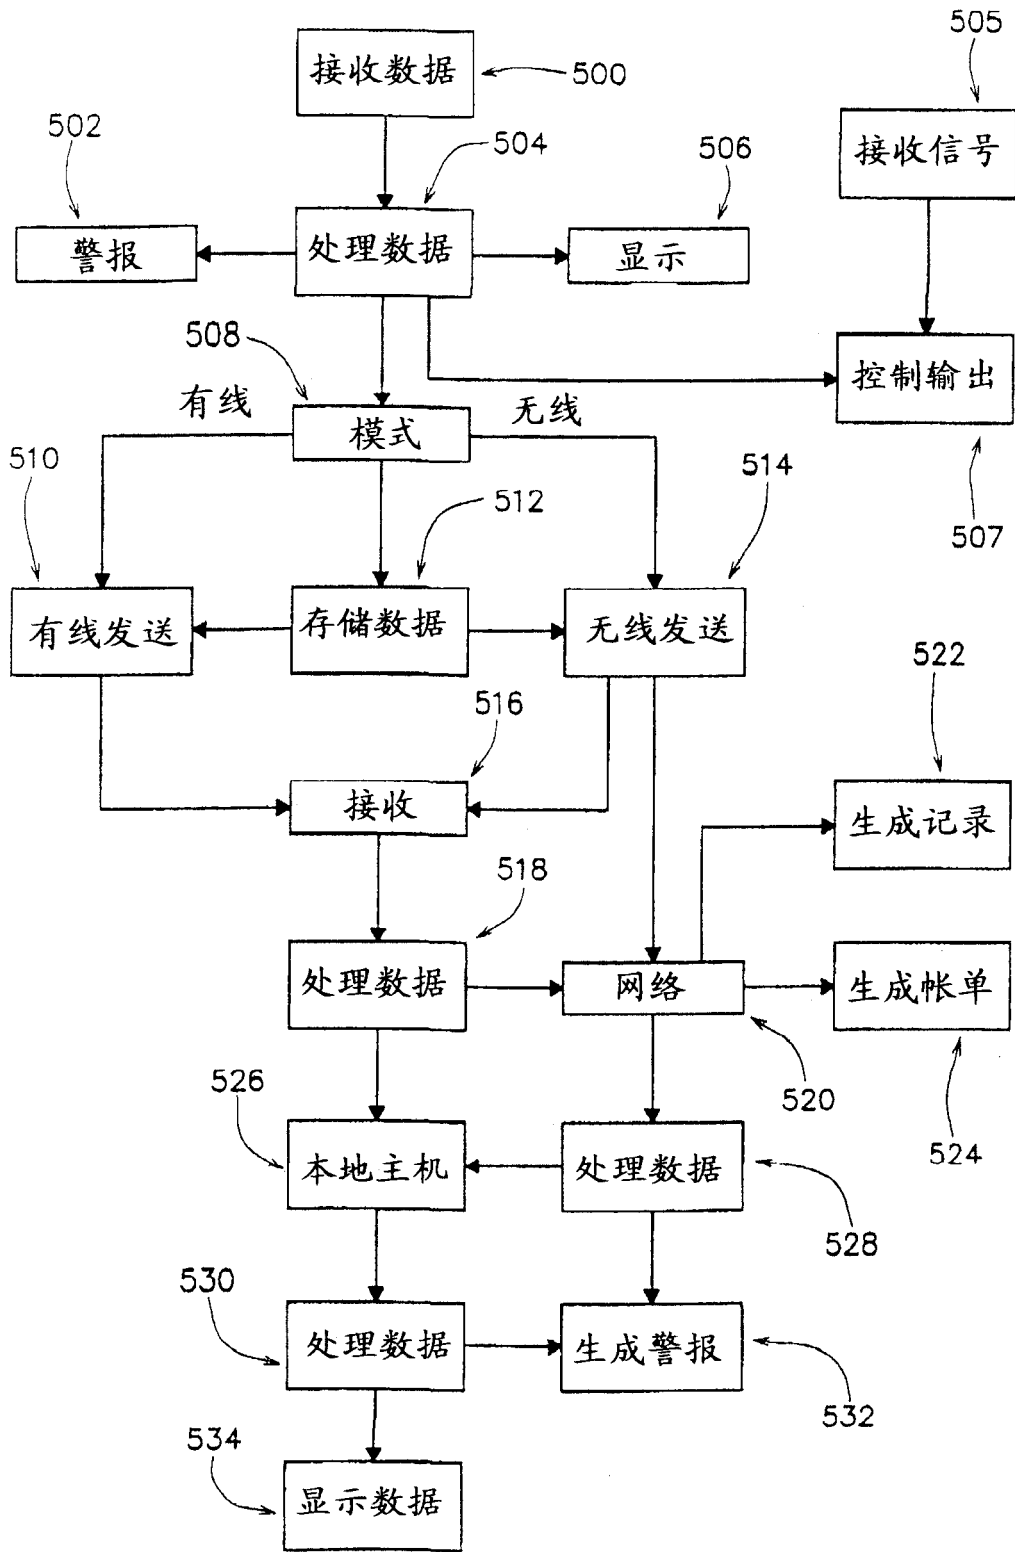 505
接收数据
500
502
504
506
接收信号
警报
处理数据
显示
508
控制输出
有线
无线
模式
510
512
514
507
有线发送
存储数据
无线发送
522
516
接收
生成记录
518
处理数据
网络
生成帐单
526
520
524
本地主机
处理数据
528
530
处理数据
生成警报
532
534
显示数据